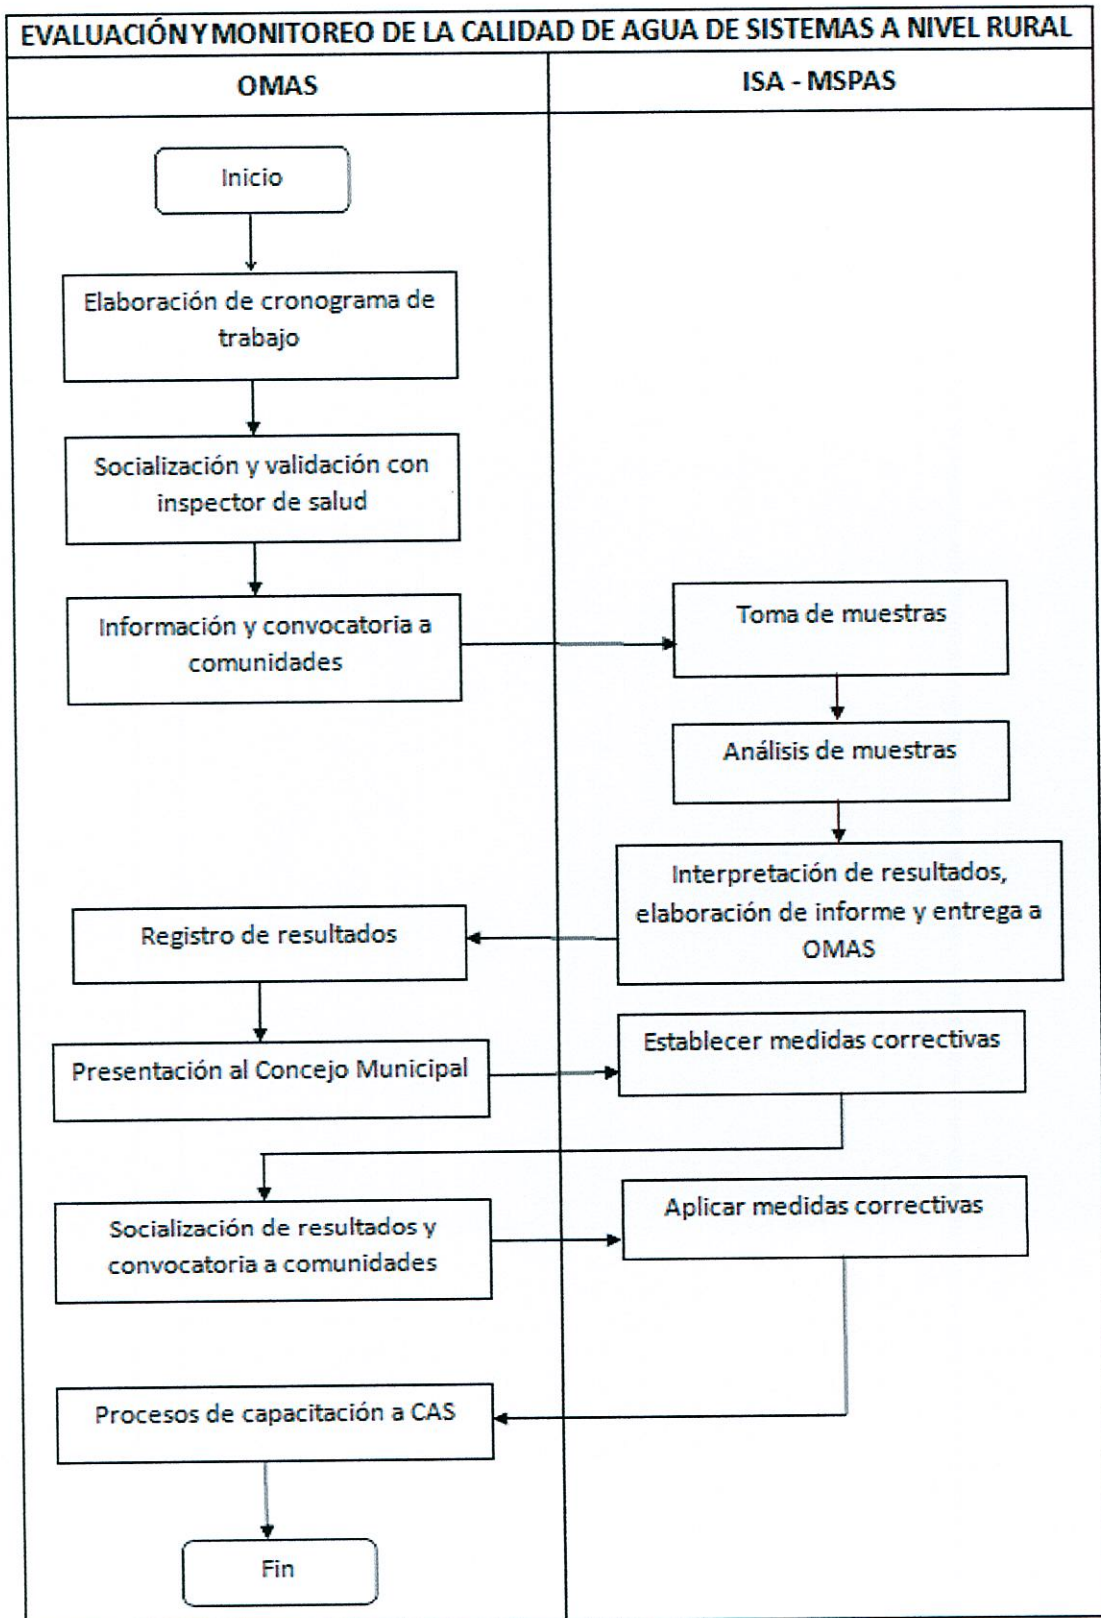 EVALUACIÓN Y MONITOREO DE LA CALIDAD DE AGUA DE SISTEMAS A NIVEL RURAL
OMAS
ISA - MSPAS
Inicio
Elaboración de cronograma de
trabajo
Socialización y validación con
inspector de salud
Información y convocatoria a
comunidades
Toma de muestras
Análisis de muestras
Interpretación de resultados,
elaboración de informe y entrega a
OMAS
Registro de resultados
Presentación al Concejo Municipal
Establecer medidas correctivas
Socialización de resultados y
convocatoria a comunidades
Aplicar medidas correctivas
Procesos de capacitación a CAS
Fin